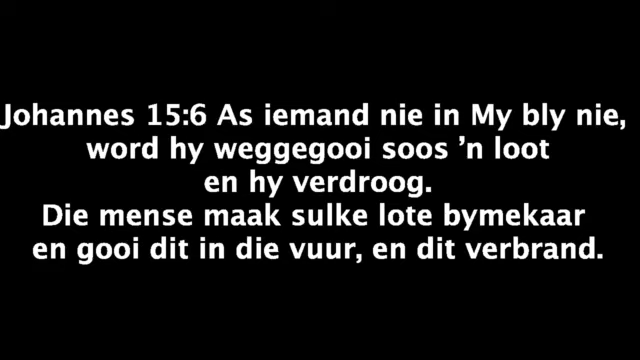 Johannes 15:6 As iemand nie in My bly nie,
word hy weggegooi soos ’n loot
en hy verdroog.
Die mense maak sulke lote bymekaar
en gooi dit in die vuur, en dit verbrand.